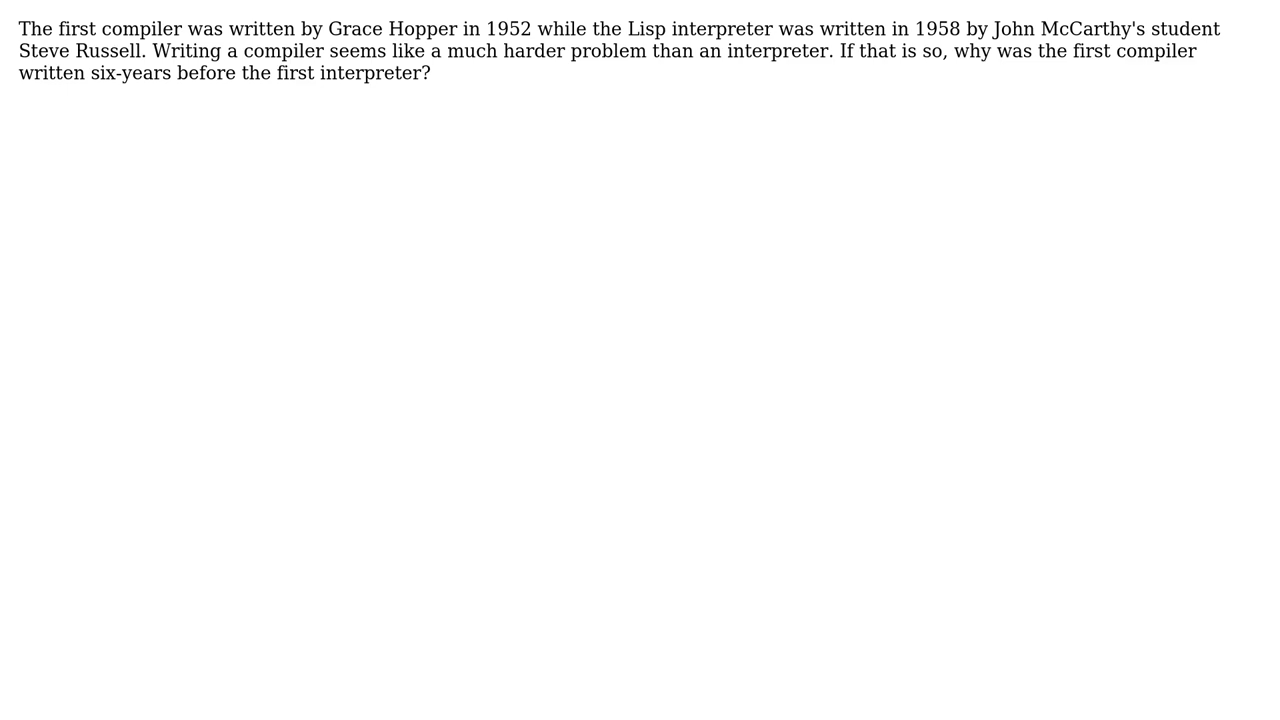 The first compiler was written by Grace Hopper in 1952 while the Lisp interpreter was written in 1958 by John McCarthy's student
Steve Russell. Writing a compiler seems like a much harder problem than an interpreter. If that is so, why was the first compiler
written six-years before the first interpreter?